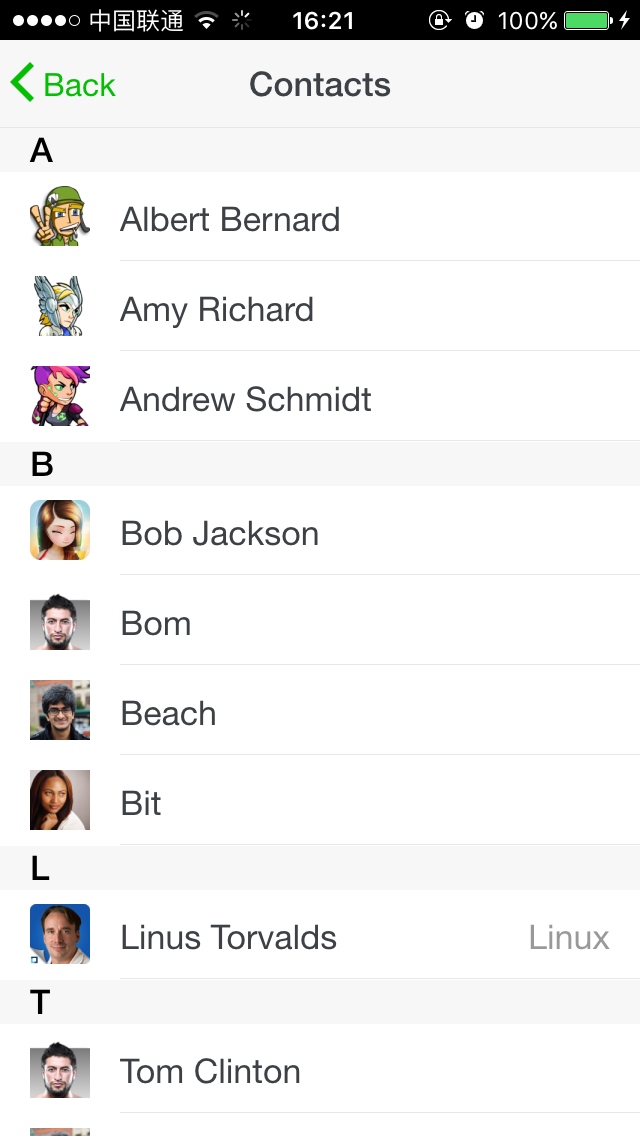 中国联通 16:21 100%
Back Contacts
A
Albert Bernard
Amy Richard
Andrew Schmidt
B
Bob Jackson
Bom
Beach
Bit
L
Linus Torvalds Linux
T
Tom Clinton